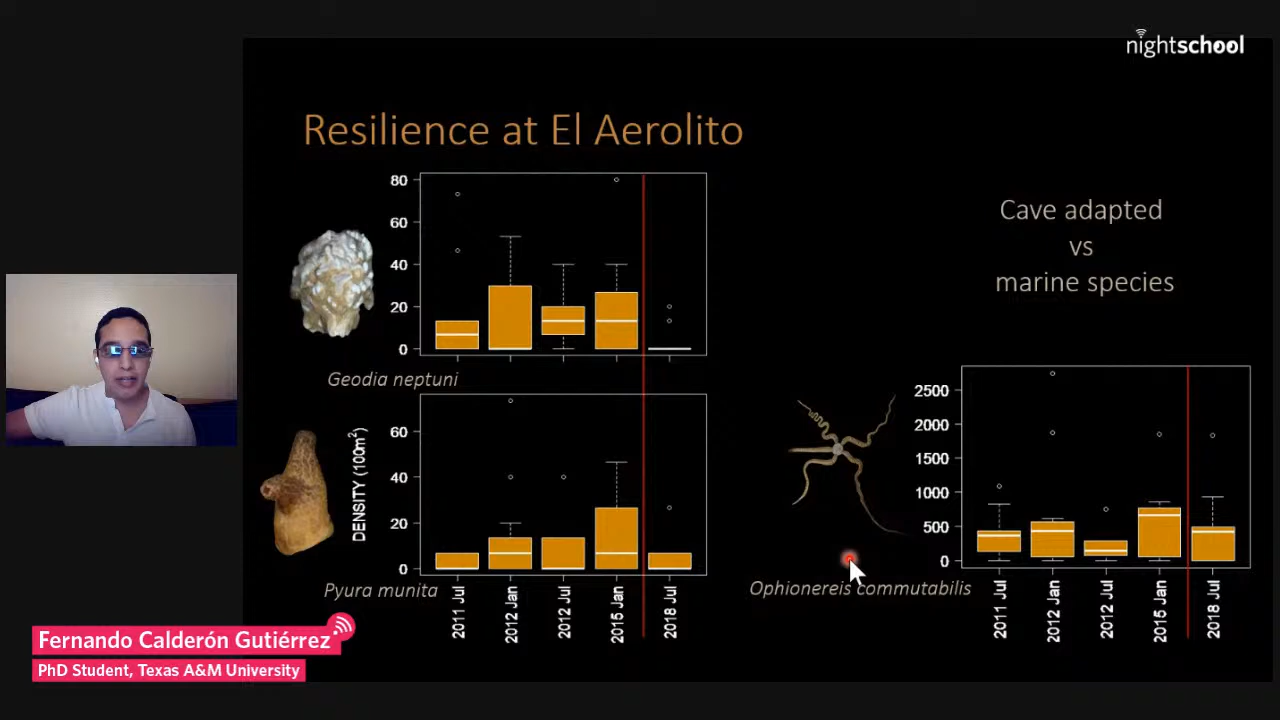 nightschool
Resilience at El Aerolito
80
60
40
20
0
Geodia neptuni
Cave adapted
vs
marine species
DENSITY (100m²)
60
40
20
0
2011 Jul
2012 Jan
2012 Jul
2015 Jan
2018 Jul
Pyura munita
2500
2000
1500
1000
500
0
2011 Jul
2012 Jan
2012 Jul
2015 Jan
2018 Jul
Ophionereis commutabilis
Fernando Calderón Gutiérrez
PhD Student, Texas A&M University